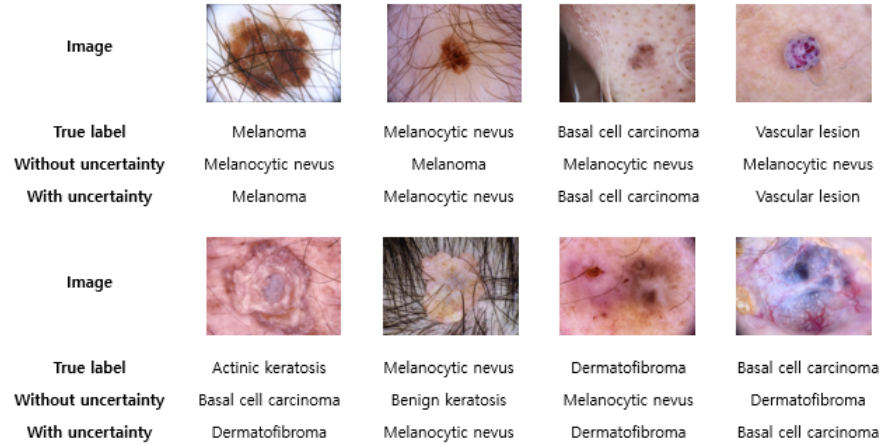 Image
True label Melanoma Melanocytic nevus Basal cell carcinoma Vascular lesion
Without uncertainty Melanocytic nevus Melanoma Melanocytic nevus Melanocytic nevus
With uncertainty Melanoma Melanocytic nevus Basal cell carcinoma Vascular lesion
Image
True label Actinic keratosis Melanocytic nevus Dermatofibroma Basal cell carcinoma
Without uncertainty Basal cell carcinoma Benign keratosis Melanocytic nevus Dermatofibroma
With uncertainty Dermatofibroma Melanocytic nevus Dermatofibroma Basal cell carcinoma